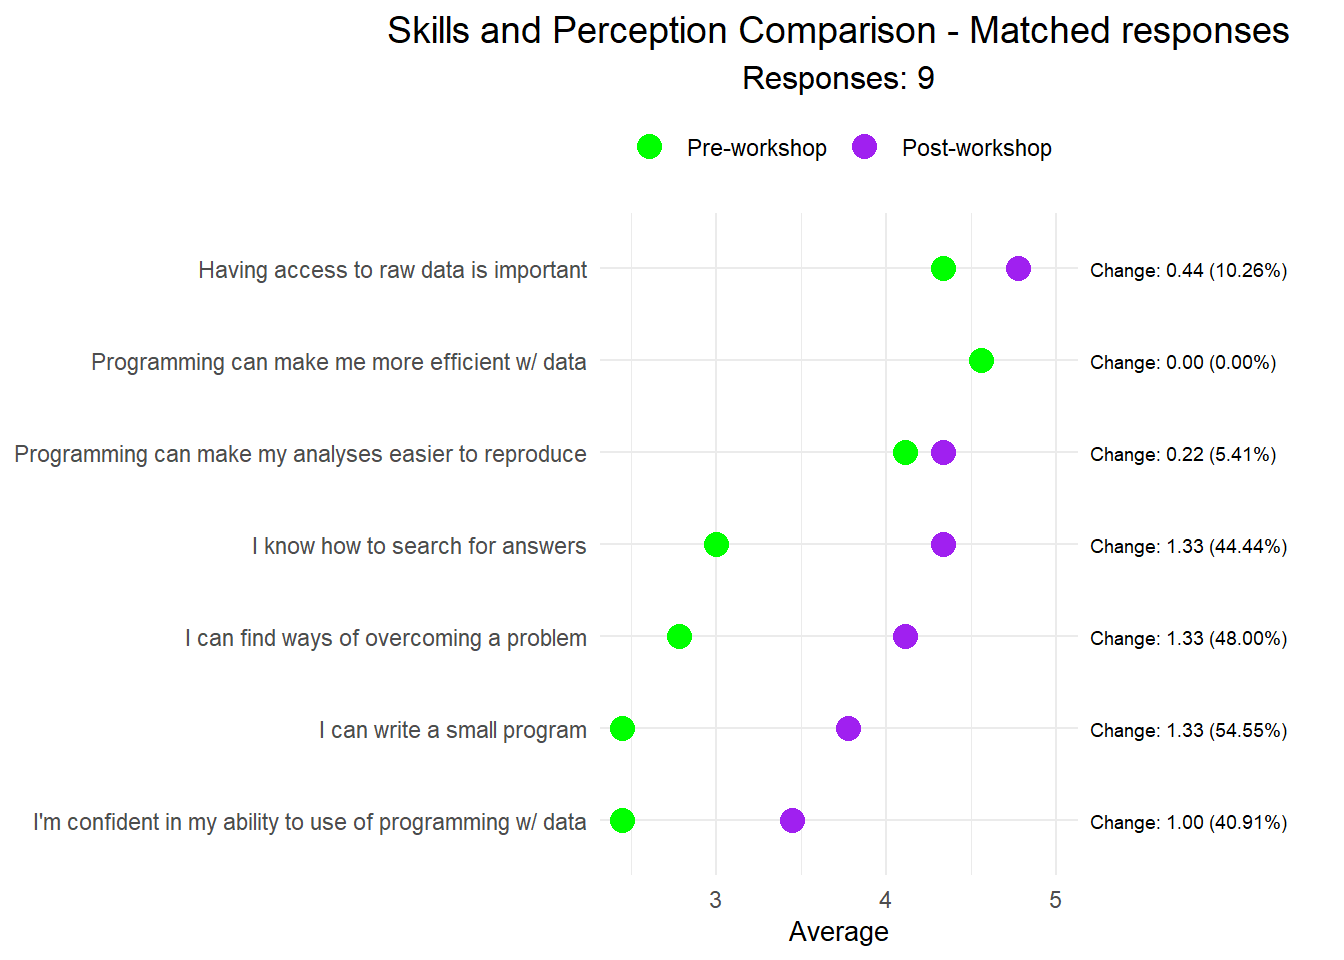 Skills and Perception Comparison - Matched responses
Responses: 9
Pre-workshop Post-workshop
Having access to raw data is important Change: 0.44 (10.26%)
Programming can make me more efficient w/ data Change: 0.00 (0.00%)
Programming can make my analyses easier to reproduce Change: 0.22 (5.41%)
I know how to search for answers Change: 1.33 (44.44%)
I can find ways of overcoming a problem Change: 1.33 (48.00%)
I can write a small program Change: 1.33 (54.55%)
I'm confident in my ability to use of programming w/ data Change: 1.00 (40.91%)
3 4 5
Average